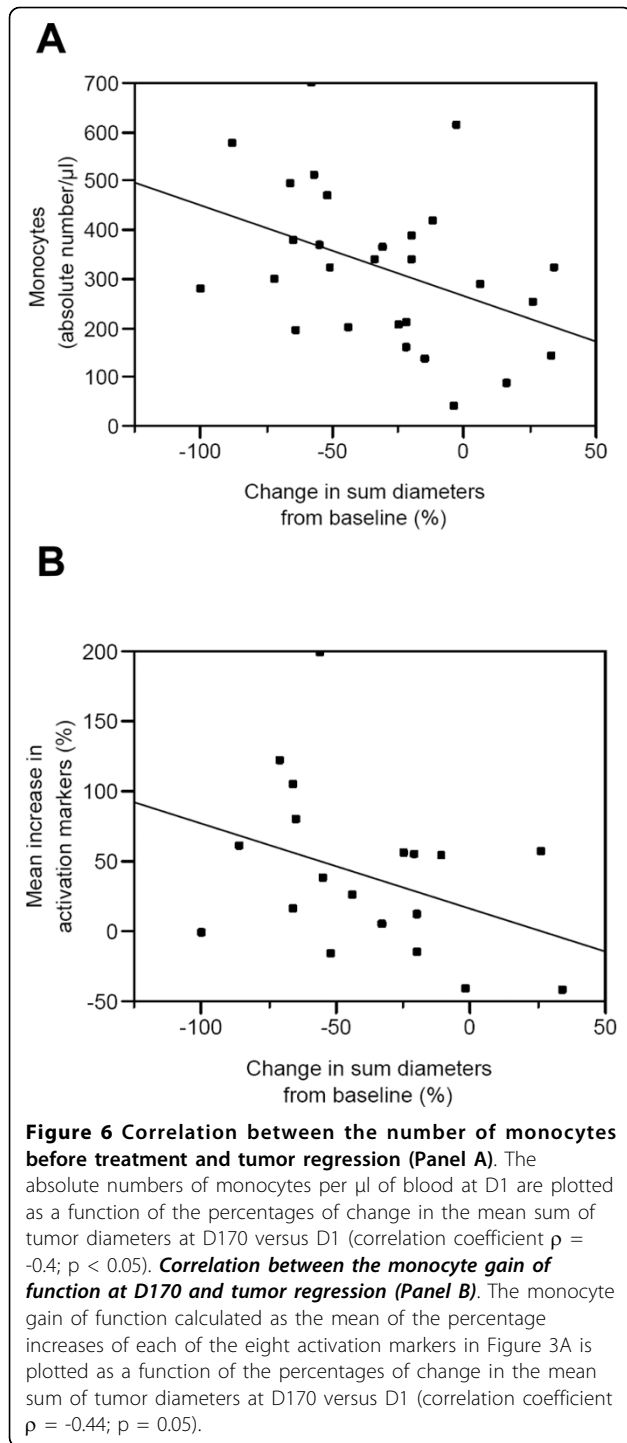 A
700
600
500
400
300
200
100
0
Monocytes
(absolute number/µl)
-100
-50
0
50
Change in sum diameters
from baseline (%)
B
200
150
100
50
0
-50
Mean increase in
activation markers (%)
-100
-50
0
50
Change in sum diameters
from baseline (%)
Figure 6 Correlation between the number of monocytes
before treatment and tumor regression (Panel A). The
absolute numbers of monocytes per µl of blood at D1 are plotted
as a function of the percentages of change in the mean sum of
tumor diameters at D170 versus D1 (correlation coefficient ρ =
-0.4; p < 0.05). Correlation between the monocyte gain of
function at D170 and tumor regression (Panel B). The monocyte
gain of function calculated as the mean of the percentage
increases of each of the eight activation markers in Figure 3A is
plotted as a function of the percentages of change in the mean
sum of tumor diameters at D170 versus D1 (correlation coefficient
ρ = -0.44; p = 0.05).